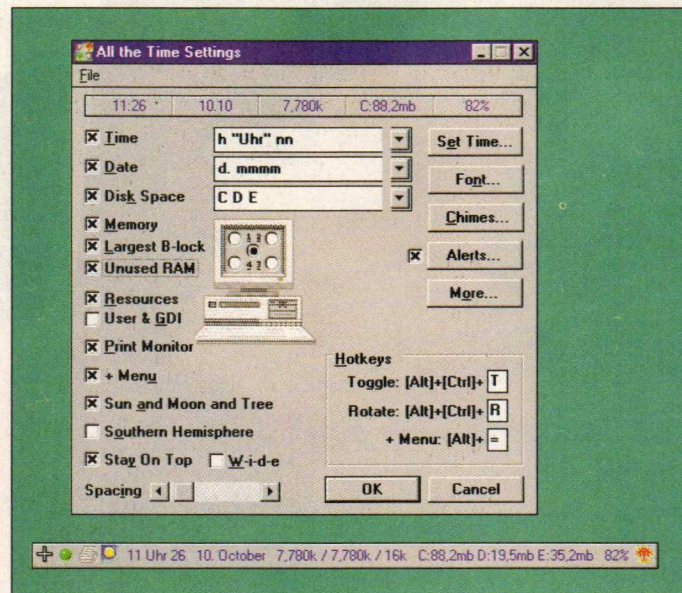 All the Time Settings
File
11:26 10.10 7,780k C:88,2mb 82%
Time h "Uhr" nn Set Time...
Date d. mmmm Font...
Disk Space C D E
Chimes...
Memory
Largest B-lock Alerts...
Unused RAM
1 2
4 3
More...
Resources
User & GDI
Print Monitor
Hotkeys
+ Menu Toggle: [Alt]+[Ctrl]+ T
Sun and Moon and Tree Rotate: [Alt]+[Ctrl]+ R
Southern Hemisphere + Menu: [Alt]+ =
Stay On Top W-i-d-e
Spacing OK Cancel
11 Uhr 26 10. October 7,780k / 7,780k / 16k C:88,2mb D:19,5mb E:35,2mb 82%